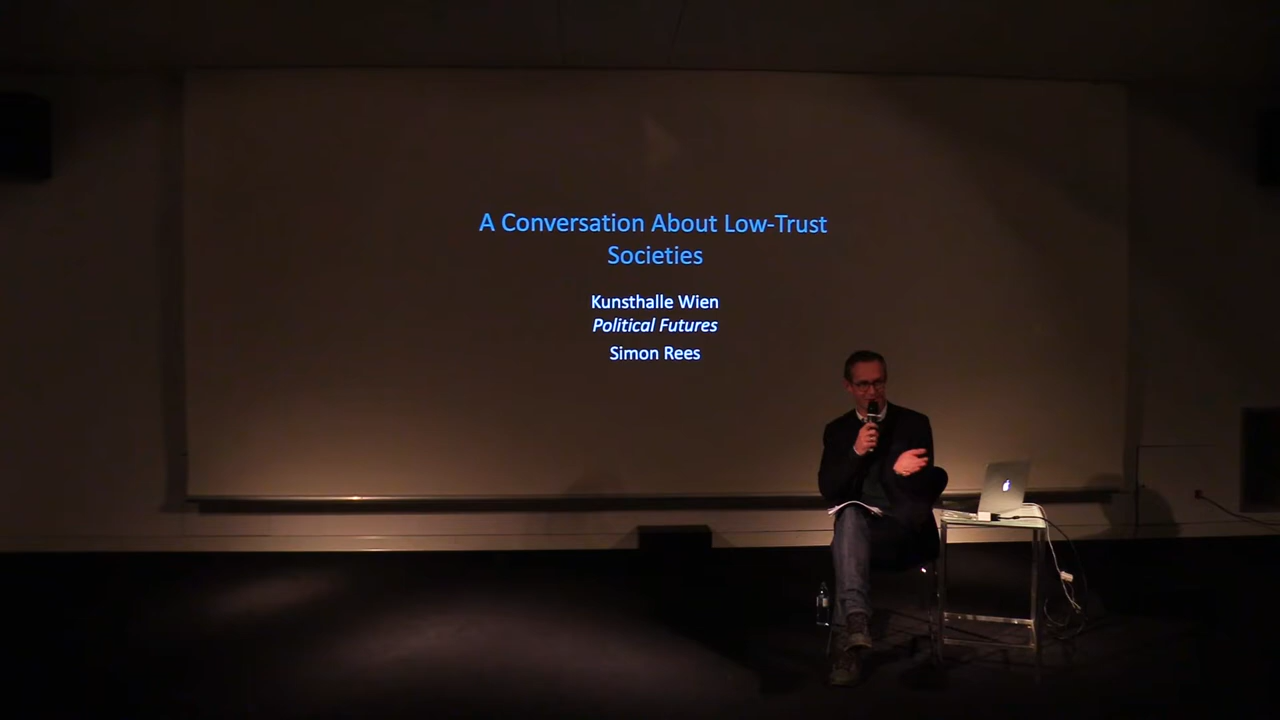 A Conversation About Low-Trust
Societies
Kunsthalle Wien
Political Futures
Simon Rees